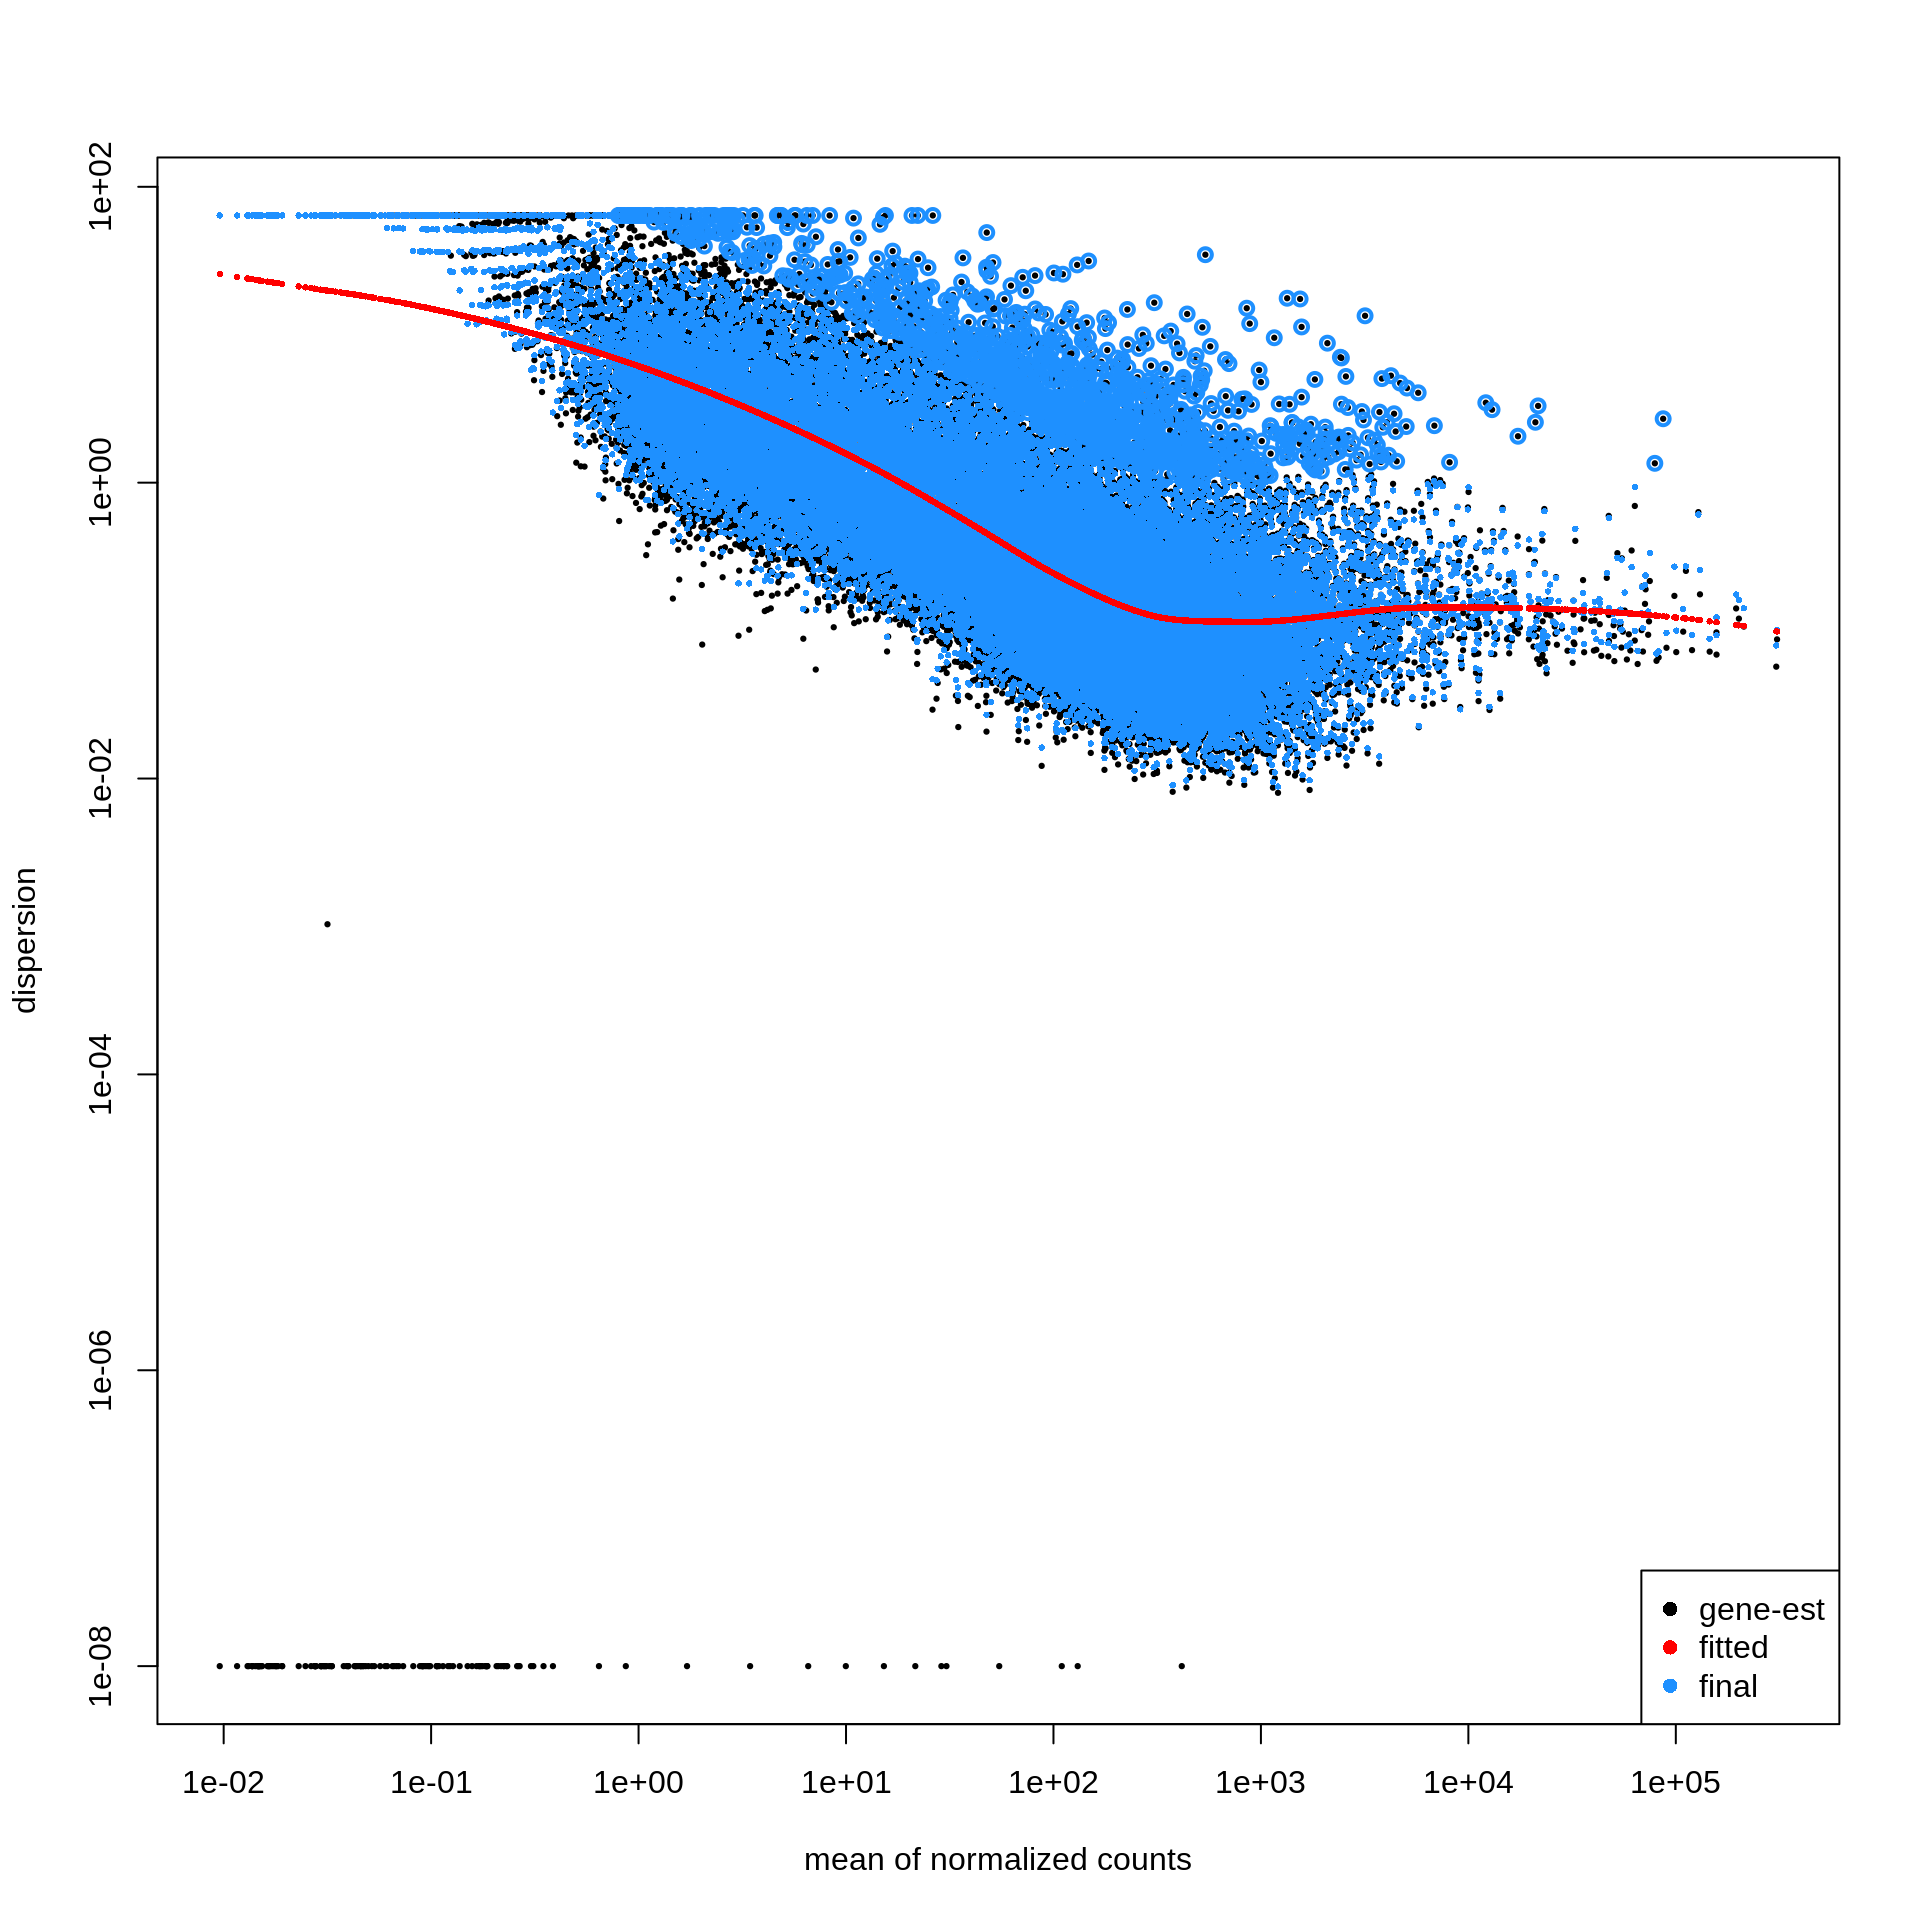 1e+02
1e+00
1e-02
1e-04
1e-06
1e-08
dispersion
gene-est
fitted
final
1e-02 1e-01 1e+00 1e+01 1e+02 1e+03 1e+04 1e+05
mean of normalized counts